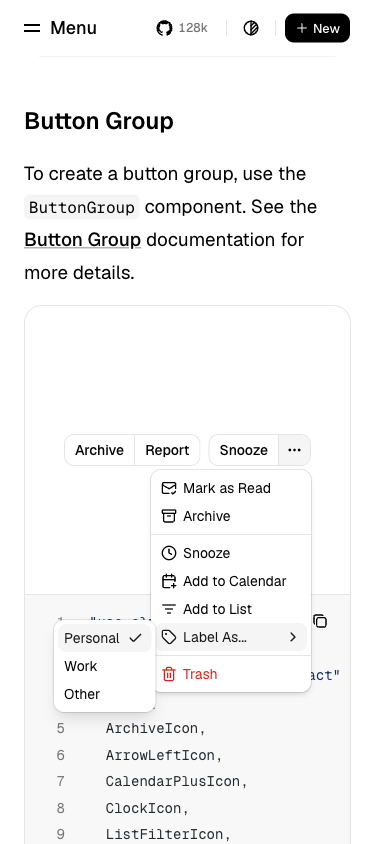 Menu
128k
New
Button Group
To create a button group, use the
ButtonGroup component. See the
Button Group documentation for
more details.
Archive
Report
Snooze
Mark as Read
Archive
Snooze
Add to Calendar
Add to List
Label As...
Trash
Personal
Work
Other
act"
5 ArchiveIcon,
6 ArrowLeftIcon,
7 CalendarPlusIcon,
8 ClockIcon,
9 ListFilterIcon,